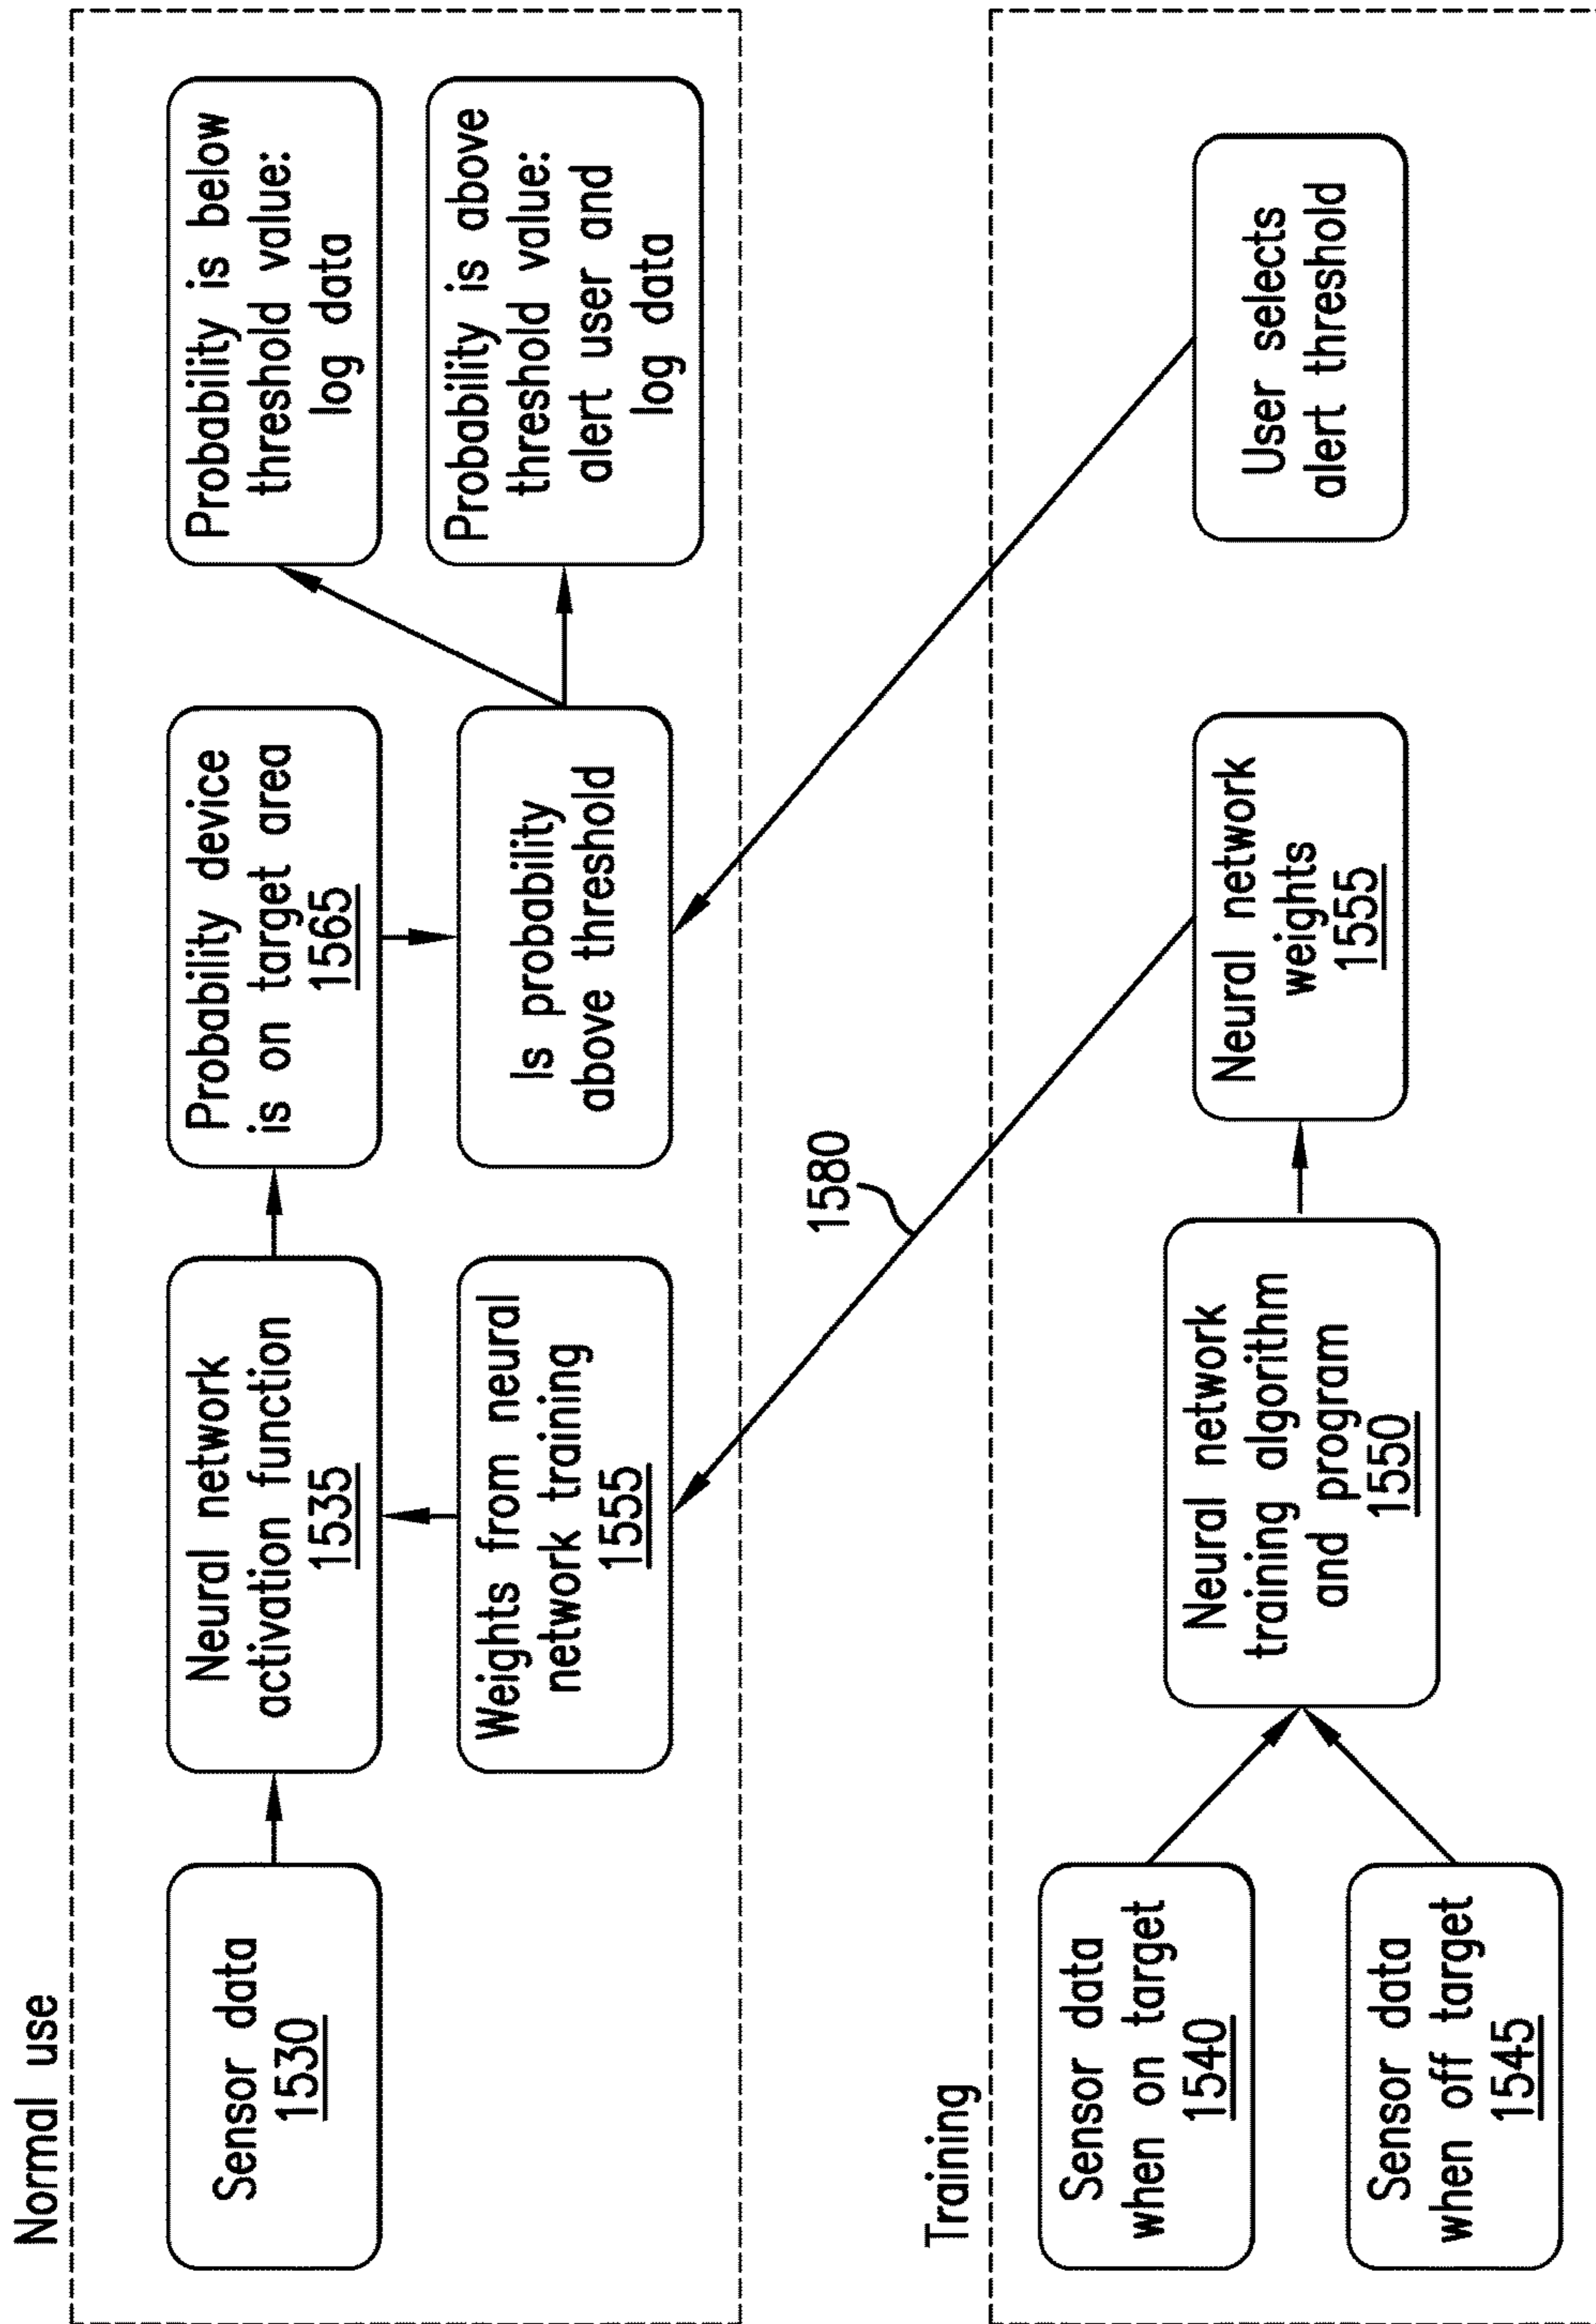 Normal use
Sensor data
1530
Neural network
activation function
1535
Weights from neural
network training
1555
Probability device
is on target area
1565
Is probability
above threshold
Probability is below
threshold value:
log data
Probability is above
threshold value:
alert user and
log data
1580
Training
Sensor data
when on target
1540
Sensor data
when off target
1545
Neural network
training algorithm
and program
1550
Neural network
weights
1555
User selects
alert threshold